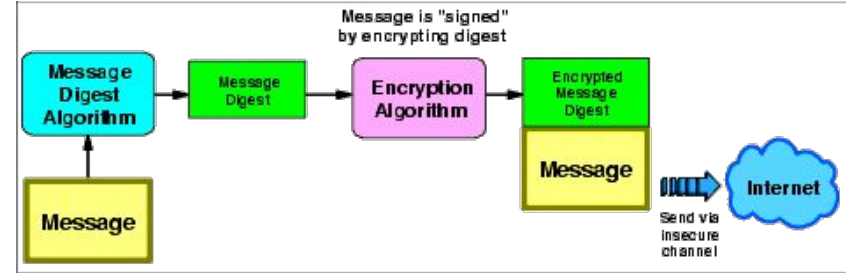 Message is "signed"
by encrypting digest
Message
Digest
Algorithm
Message
Digest
Encryption
Algorithm
Encrypted
Message
Digest
Message
Message
Internet
Send via
insecure
channel